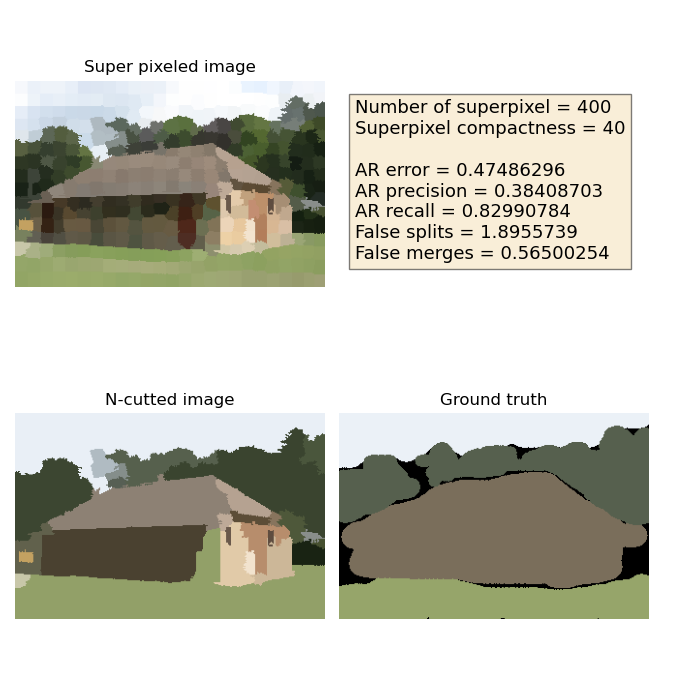 Super pixeled image
Number of superpixel = 400
Superpixel compactness = 40
AR error = 0.47486296
AR precision = 0.38408703
AR recall = 0.82990784
False splits = 1.8955739
False merges = 0.56500254
N-cutted image
Ground truth